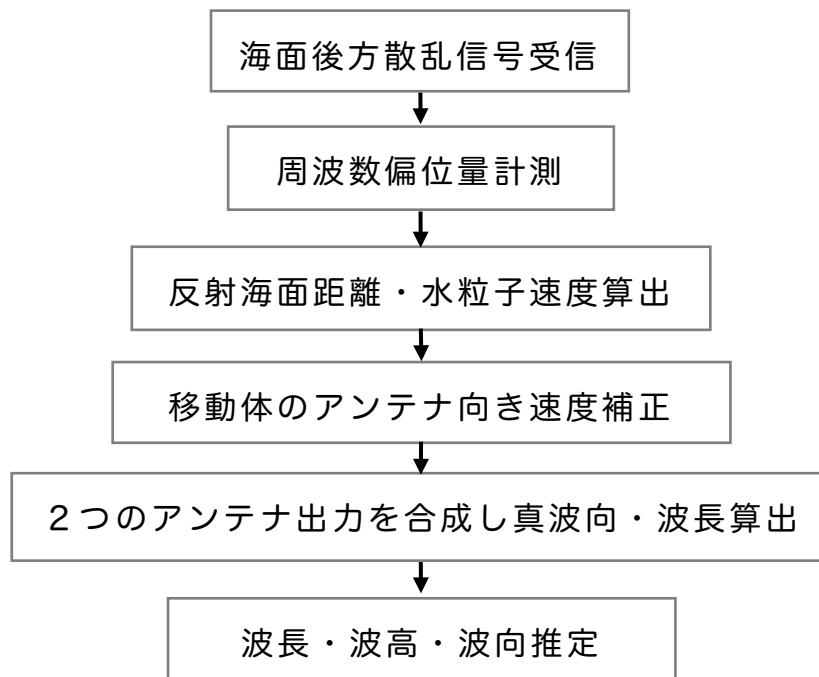 海面後方散乱信号受信
周波数偏位量計測
反射海面距離・水粒子速度算出
移動体のアンテナ向き速度補正
２つのアンテナ出力を合成し真波向・波長算出
波長・波高・波向推定